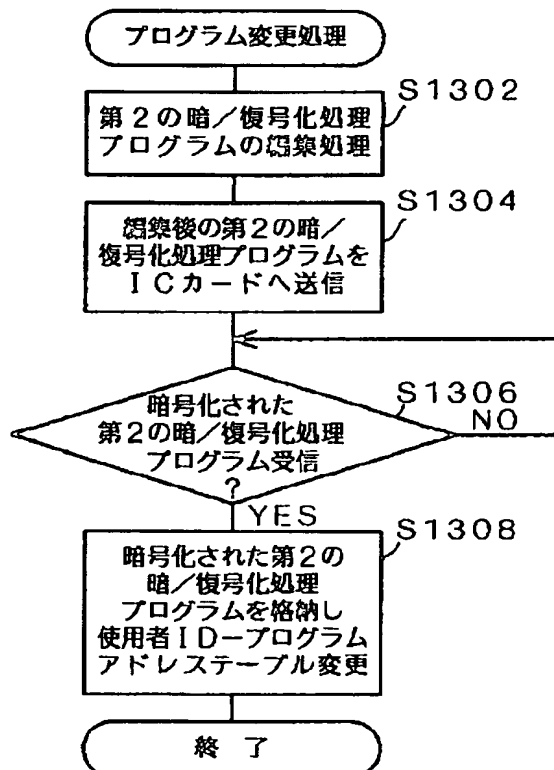 プログラム変更処理
S1302
第2の暗/復号化処理
プログラムの編集処理
S1304
編集後の第2の暗/
復号化処理プログラムを
ICカードへ送信
S1306
暗号化された
第2の暗/復号化処理
プログラム受信
?
NO
YES
S1308
暗号化された第2の
暗/復号化処理
プログラムを格納し
使用者ID-プログラム
アドレステーブル変更
終了